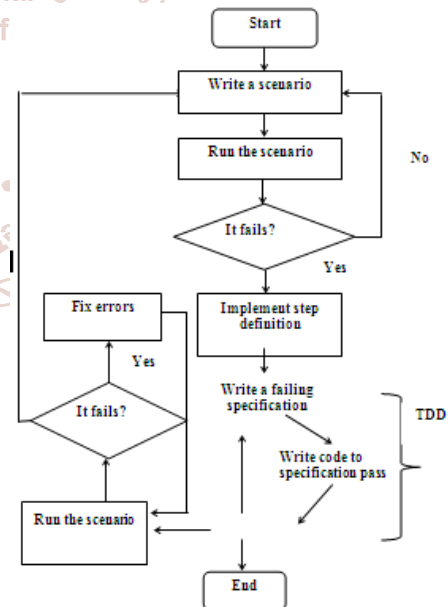 Start
Write a scenario
Run the scenario
No
It fails?
Yes
Implement step
definition
Fix errors
Yes
It fails?
Write a failing
specification
TDD
Write code to
specification pass
Run the scenario
End